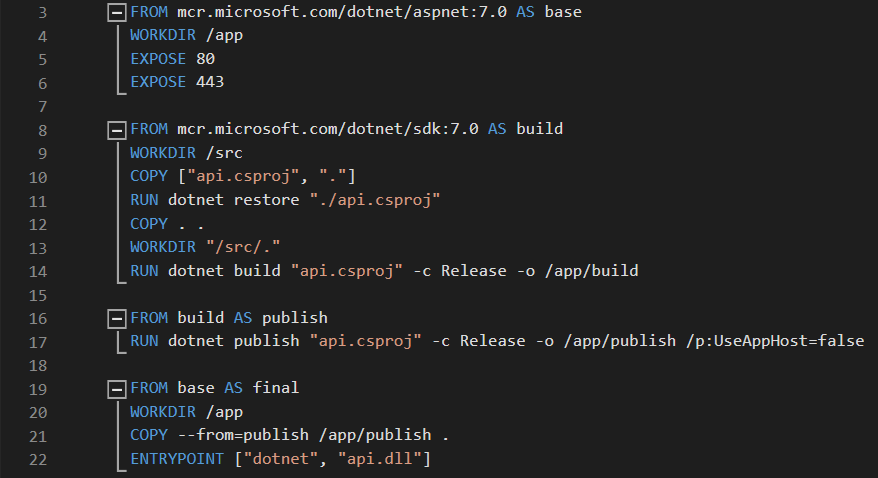 3 FROM mcr.microsoft.com/dotnet/aspnet:7.0 AS base
4 WORKDIR /app
5 EXPOSE 80
6 EXPOSE 443
7
8 FROM mcr.microsoft.com/dotnet/sdk:7.0 AS build
9 WORKDIR /src
10 COPY ["api.csproj", "."]
11 RUN dotnet restore "./api.csproj"
12 COPY . .
13 WORKDIR "/src/."
14 RUN dotnet build "api.csproj" -c Release -o /app/build
15
16 FROM build AS publish
17 RUN dotnet publish "api.csproj" -c Release -o /app/publish /p:UseAppHost=false
18
19 FROM base AS final
20 WORKDIR /app
21 COPY --from=publish /app/publish .
22 ENTRYPOINT ["dotnet", "api.dll"]